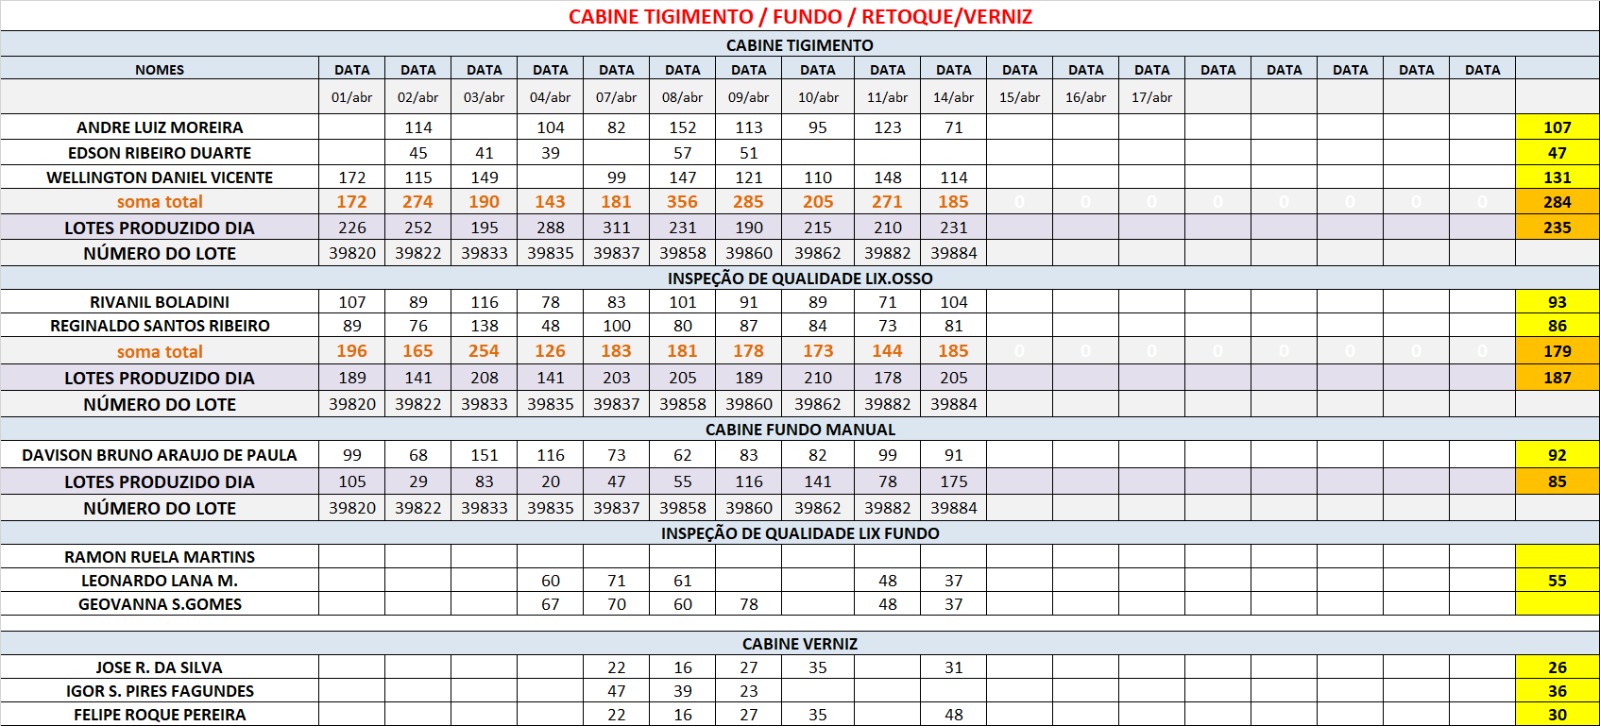 CABINE TIGIMENTO / FUNDO / RETOQUE/VERNIZ
CABINE TIGIMENTO
NOMES DATA DATA DATA DATA DATA DATA DATA DATA DATA DATA DATA DATA DATA DATA DATA DATA DATA DATA
01/abr 02/abr 03/abr 04/abr 07/abr 08/abr 09/abr 10/abr 11/abr 14/abr 15/abr 16/abr 17/abr
ANDRE LUIZ MOREIRA 114 104 82 152 113 95 123 71 107
EDSON RIBEIRO DUARTE 45 41 39 57 51 47
WELLINGTON DANIEL VICENTE 172 115 149 99 147 121 110 148 114 131
soma total 172 274 190 143 181 356 285 205 271 185 0 0 0 0 0 0 0 0 284
LOTES PRODUZIDO DIA 226 252 195 288 311 231 190 215 210 231 235
NÚMERO DO LOTE 39820 39822 39833 39835 39837 39858 39860 39862 39882 39884
INSPEÇÃO DE QUALIDADE LIX.OSSO
RIVANIL BOLADINI 107 89 116 78 83 101 91 89 71 104 93
REGINALDO SANTOS RIBEIRO 89 76 138 48 100 80 87 84 73 81 86
soma total 196 165 254 126 183 181 178 173 144 185 0 0 0 0 0 0 0 0 179
LOTES PRODUZIDO DIA 189 141 208 141 203 205 189 210 178 205 187
NÚMERO DO LOTE 39820 39822 39833 39835 39837 39858 39860 39862 39882 39884
CABINE FUNDO MANUAL
DAVISON BRUNO ARAUJO DE PAULA 99 68 151 116 73 62 83 82 99 91 92
LOTES PRODUZIDO DIA 105 29 83 20 47 55 116 141 78 175 85
NÚMERO DO LOTE 39820 39822 39833 39835 39837 39858 39860 39862 39882 39884
INSPEÇÃO DE QUALIDADE LIX FUNDO
RAMON RUELA MARTINS
LEONARDO LANA M. 60 71 61 48 37 55
GEOVANNA S.GOMES 67 70 60 78 48 37
CABINE VERNIZ
JOSE R. DA SILVA 22 16 27 35 31 26
IGOR S. PIRES FAGUNDES 47 39 23 36
FELIPE ROQUE PEREIRA 22 16 27 35 48 30